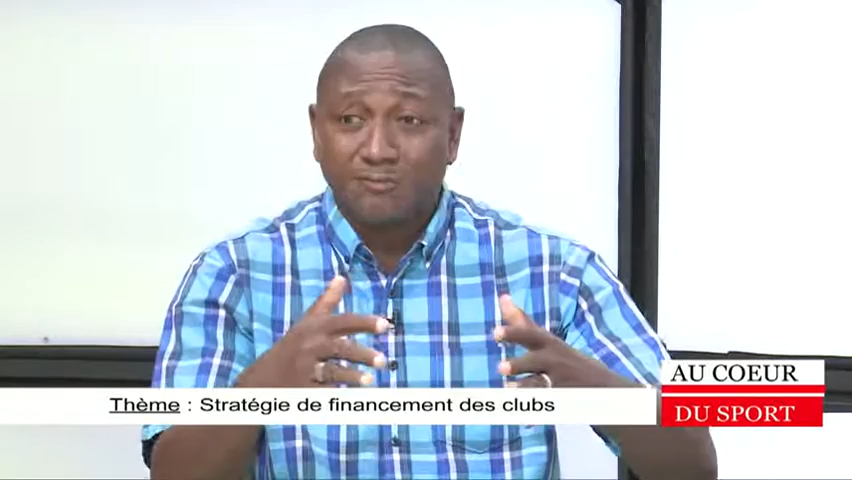 Thème : Stratégie de financement des clubs
AU COEUR
DU SPORT